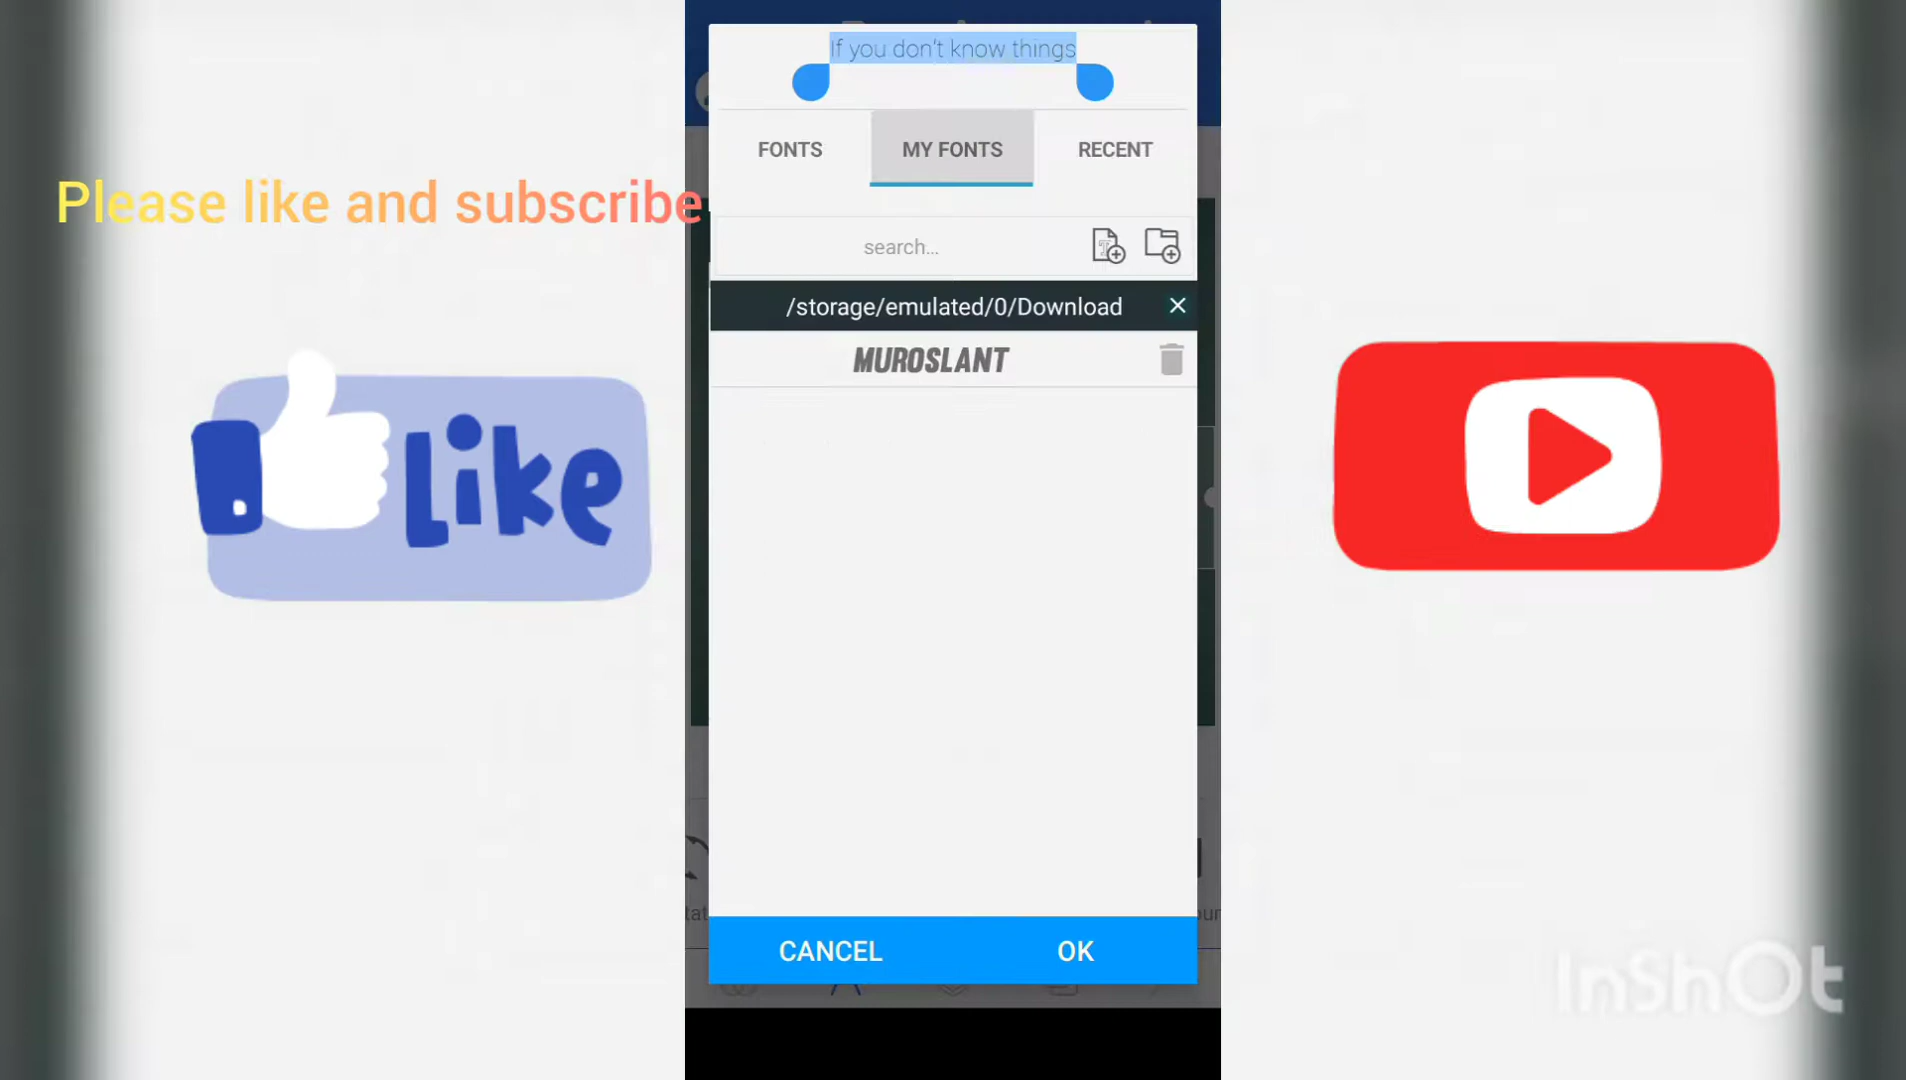 If you don't know things
FONTS MY FONTS RECENT
Please like and subscribe
search...
/storage/emulated/0/Download
MUROSLANT
Like
CANCEL OK
InShOt